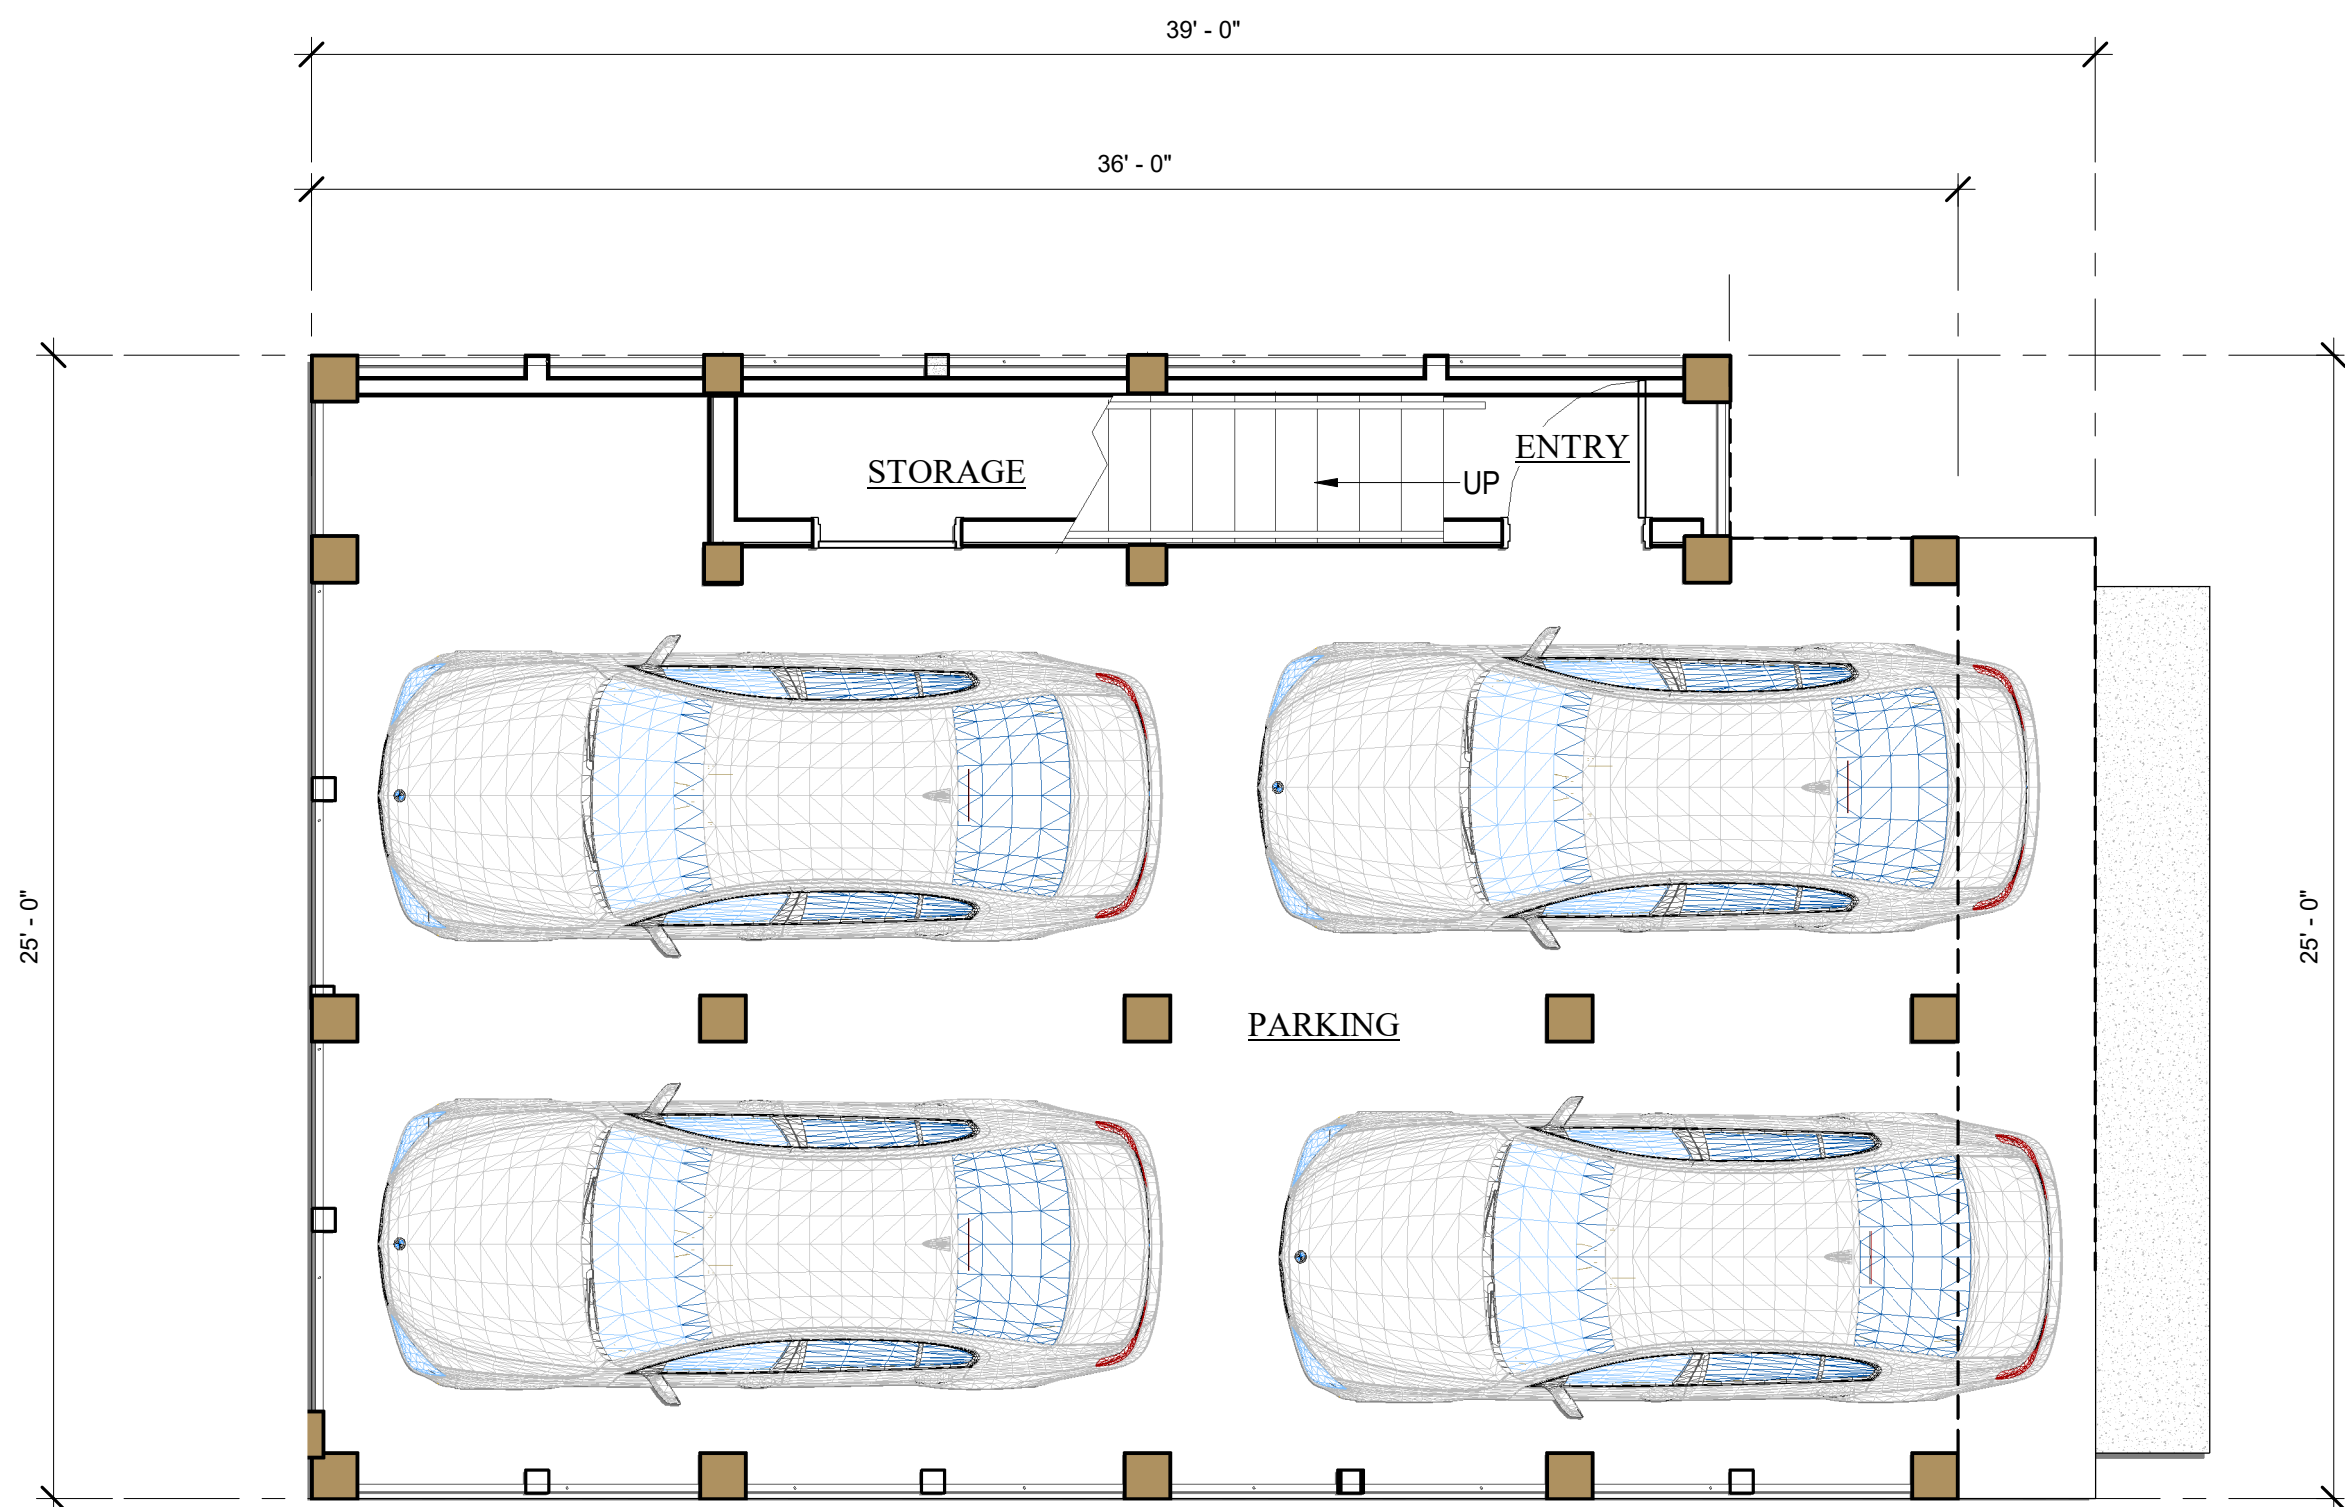 39' - 0"
36' - 0"
ENTRY
STORAGE
UP
25' - 0"
25' - 0"
PARKING